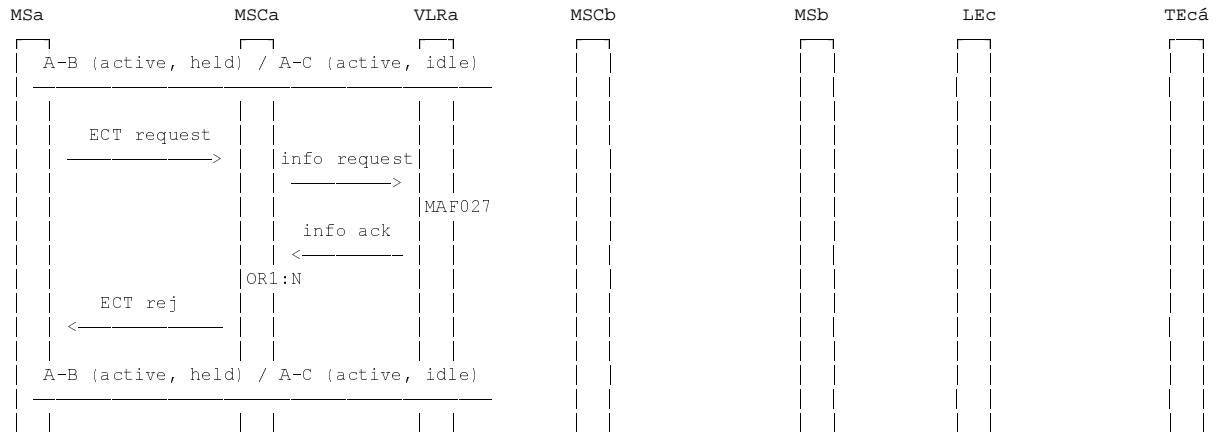 MSa MSCa VLRa MSCb MSb LEc TEcá
A-B (active, held) / A-C (active, idle)
ECT request
info request
MAF027
info ack
OR1:N
ECT rej
A-B (active, held) / A-C (active, idle)